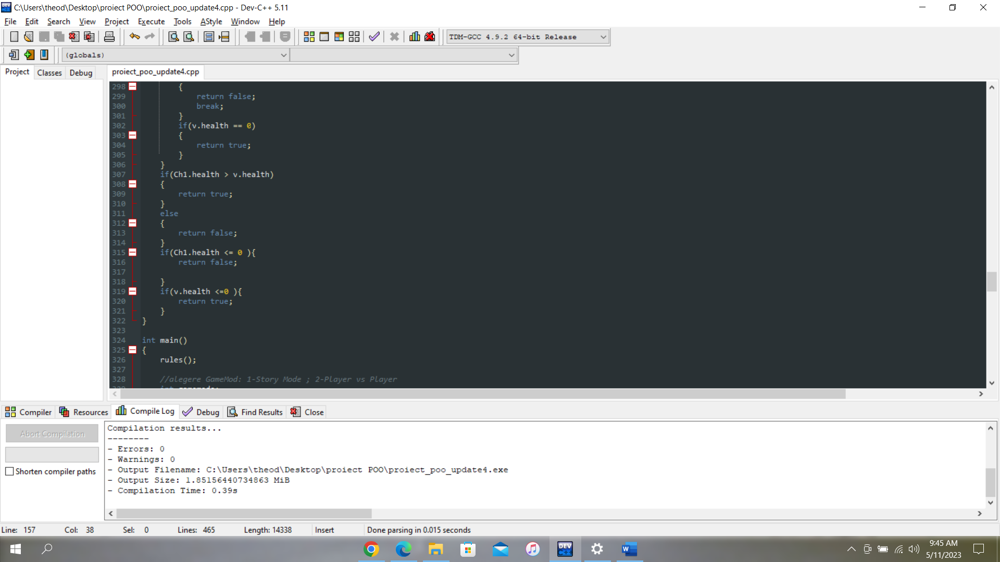 C:\Users\theod\Desktop\proiect POO\proiect_poo_update4.cpp - Dev-C++ 5.11
File Edit Search View Project Execute Tools AStyle Window Help
TDM-GCC 4.9.2 64-bit Release
(globals)
Project Classes Debug
proiect_poo_update4.cpp
298 {
299 return false;
300 break;
301 }
302 if(v.health == 0)
303 {
304 return true;
305 }
306 }
307 if(Ch1.health > v.health)
308 {
309 return true;
310 }
311 else
312 {
313 return false;
314 }
315 if(Ch1.health <= 0 ){
316 return false;
317
318 }
319 if(v.health <=0 ){
320 return true;
321 }
322 }
323
324 int main()
325 {
326 rules();
327
328 //alegere GameMod: 1-Story Mode ; 2-Player vs Player
Compiler Resources Compile Log Debug Find Results Close
Abort Compilation
Shorten compiler paths
Compilation results...
--------
- Errors: 0
- Warnings: 0
- Output Filename: C:\Users\theod\Desktop\proiect POO\proiect_poo_update4.exe
- Output Size: 1.85156440734863 MiB
- Compilation Time: 0.39s
Line: 157 Col: 38 Sel: 0 Lines: 465 Length: 14338 Insert Done parsing in 0.015 seconds
DEV C++
9:45 AM
5/11/2023